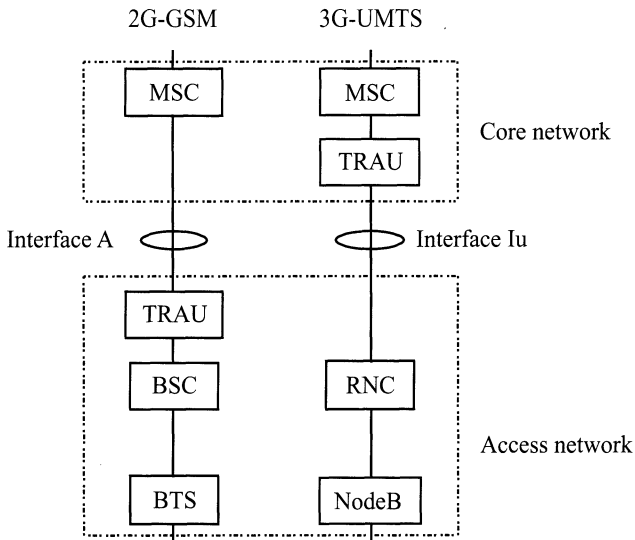 2G-GSM 3G-UMTS
MSC MSC
Core network
TRAU
Interface A Interface Iu
TRAU
BSC RNC
Access network
BTS NodeB